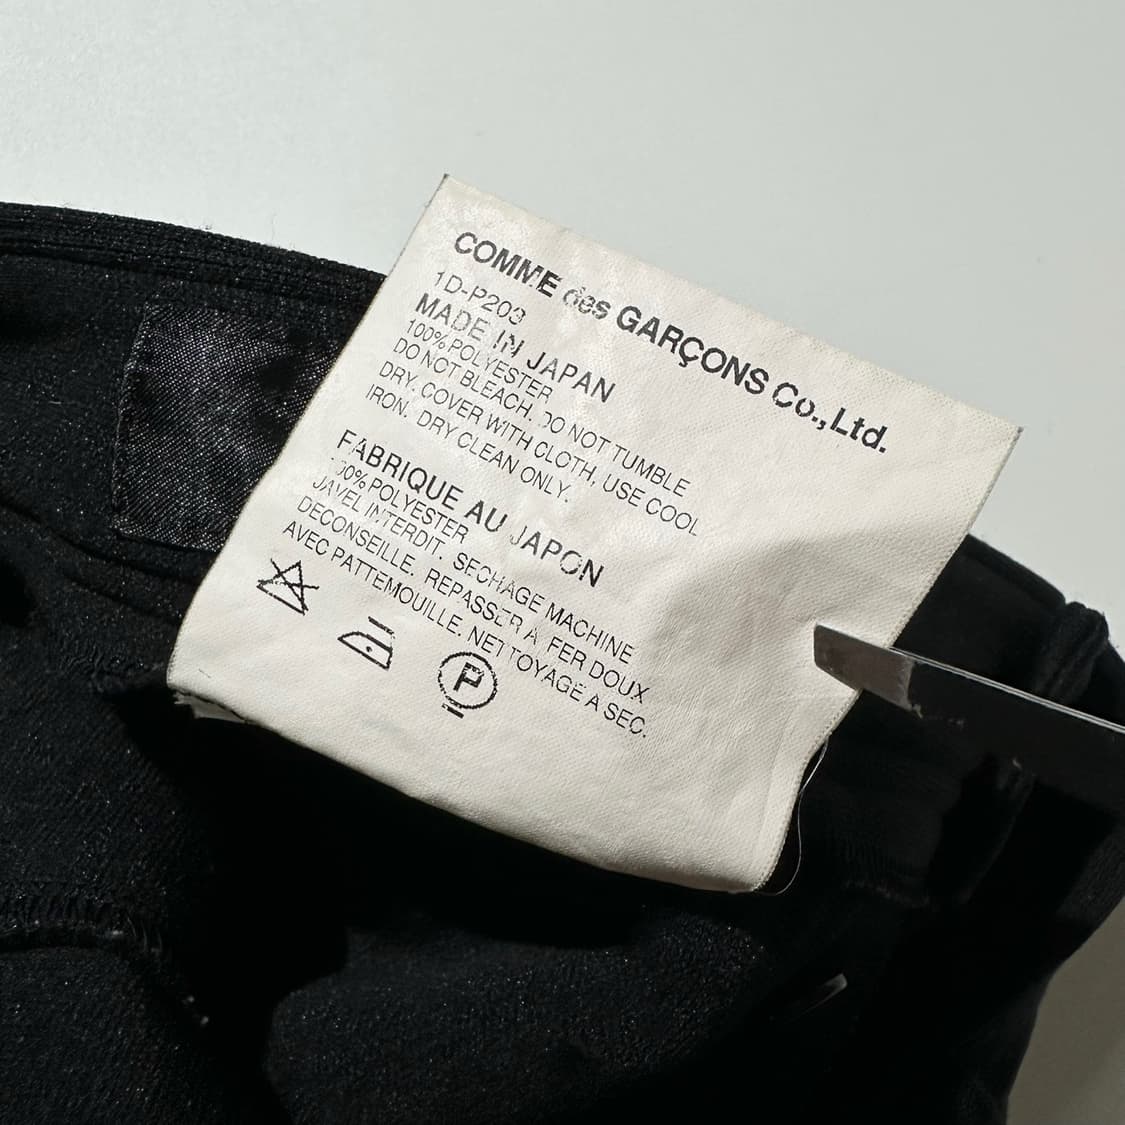 COMME des GARÇONS Co.,Ltd.
1D-P203
MADE IN JAPAN
100% POLYESTER
DO NOT BLEACH. DO NOT TUMBLE
DRY. COVER WITH CLOTH, USE COOL
IRON. DRY CLEAN ONLY.
FABRIQUE AU JAPON
100% POLYESTER
JAVEL INTERDIT. SECHAGE MACHINE
DECONSEILLE. REPASSER A FER DOUX
AVEC PATTEMOUILLE. NETTOYAGE A SEC.
P